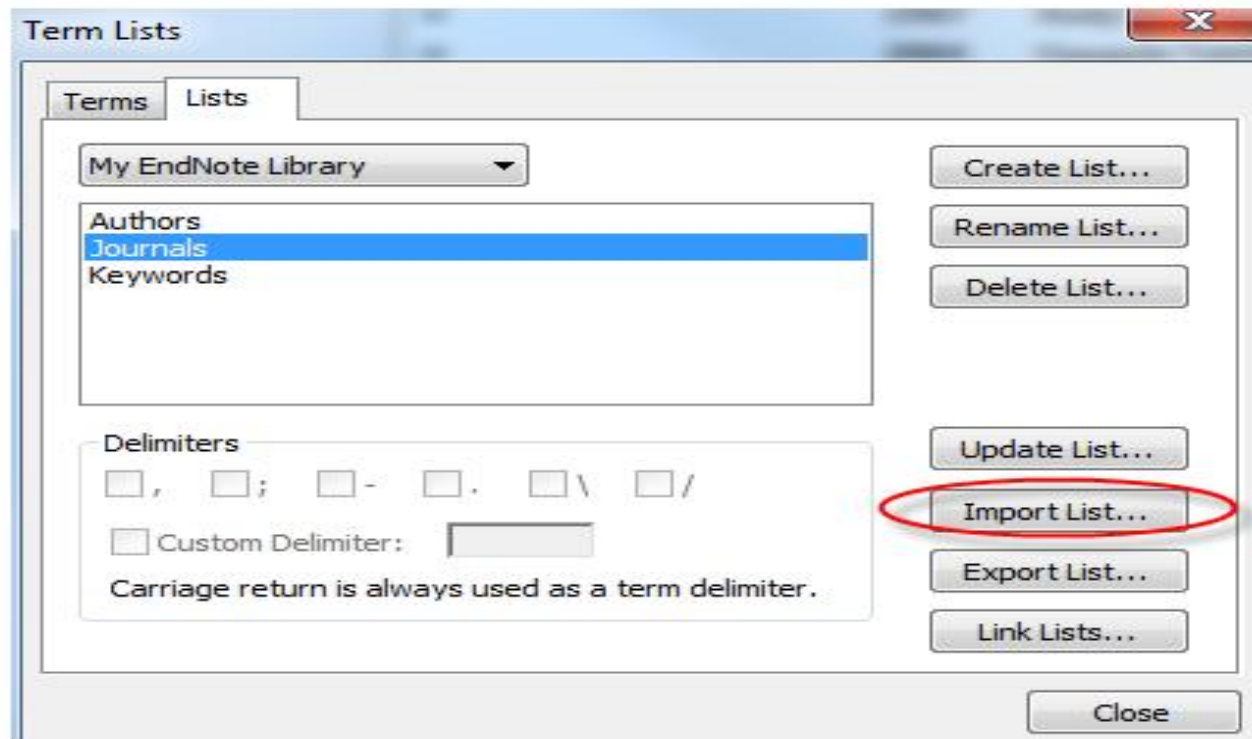 Term Lists
Terms Lists
My EndNote Library
Create List...
Authors
Journals
Keywords
Rename List...
Delete List...
Delimiters
, ; - . \ /
Custom Delimiter:
Carriage return is always used as a term delimiter.
Update List...
Import List...
Export List...
Link Lists...
Close